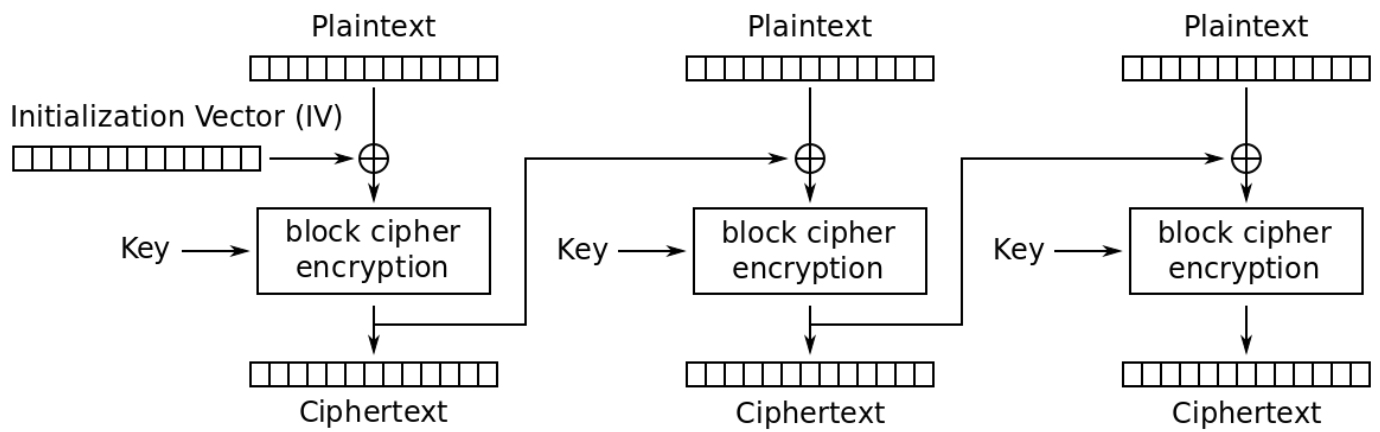 Plaintext
Plaintext
Plaintext
Initialization Vector (IV)
Key
block cipher
encryption
Key
block cipher
encryption
Key
block cipher
encryption
Ciphertext
Ciphertext
Ciphertext